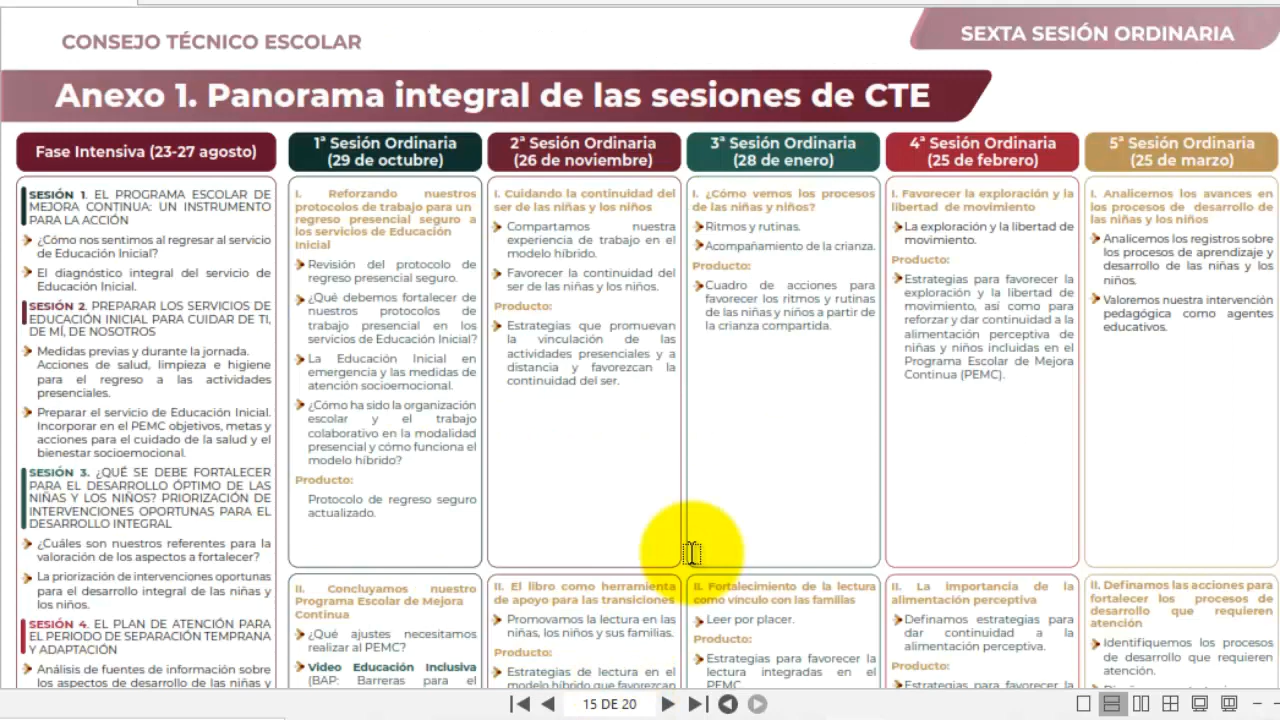 CONSEJO TÉCNICO ESCOLAR
SEXTA SESIÓN ORDINARIA
Anexo 1. Panorama integral de las sesiones de CTE
Fase Intensiva (23-27 agosto)
SESIÓN 1. EL PROGRAMA ESCOLAR DE
MEJORA CONTINUA: UN INSTRUMENTO
PARA LA ACCIÓN
¿Cómo nos sentimos al regresar al servicio
de Educación Inicial?
El diagnóstico integral del servicio de
Educación Inicial.
SESIÓN 2. PREPARAR LOS SERVICIOS DE
EDUCACIÓN INICIAL PARA CUIDAR DE TI,
DE MÍ, DE NOSOTROS
Medidas previas y durante la jornada.
Acciones de salud, limpieza e higiene
para el regreso a las actividades
presenciales.
Preparar el servicio de Educación Inicial.
Incorporar en el PEMC objetivos, metas y
acciones para el cuidado de la salud y el
bienestar socioemocional.
SESIÓN 3. ¿QUÉ SE DEBE FORTALECER
PARA EL DESARROLLO ÓPTIMO DE LAS
NIÑAS Y LOS NIÑOS? PRIORIZACIÓN DE
INTERVENCIONES OPORTUNAS PARA EL
DESARROLLO INTEGRAL
¿Cuáles son nuestros referentes para la
valoración de los aspectos a fortalecer?
La priorización de intervenciones oportunas
para el desarrollo integral de las niñas y
los niños.
SESIÓN 4. EL PLAN DE ATENCIÓN PARA
EL PERIODO DE SEPARACIÓN TEMPRANA
Y ADAPTACIÓN
Análisis de fuentes de información sobre
los aspectos de desarrollo de las niñas y
1ª Sesión Ordinaria
(29 de octubre)
I. Reforzando nuestros
protocolos de trabajo para un
regreso presencial seguro a
los servicios de Educación
Inicial
Revisión del protocolo de
regreso presencial seguro.
¿Qué debemos fortalecer de
nuestros protocolos de
trabajo presencial en los
servicios de Educación Inicial?
La Educación Inicial en
emergencia y las medidas de
atención socioemocional.
¿Cómo ha sido la organización
escolar y el trabajo
colaborativo en la modalidad
presencial y cómo funciona el
modelo híbrido?
Producto:
Protocolo de regreso seguro
actualizado.
II. Concluyamos nuestro
Programa Escolar de Mejora
Continua
¿Qué ajustes necesitamos
realizar al PEMC?
Video Educación Inclusiva
(BAP: Barreras para el
2ª Sesión Ordinaria
(26 de noviembre)
I. Cuidando la continuidad del
ser de las niñas y los niños
Compartamos nuestra
experiencia de trabajo en el
modelo híbrido.
Favorecer la continuidad del
ser de las niñas y los niños.
Producto:
Estrategias que promuevan
la vinculación de las
actividades presenciales y a
distancia y favorezcan la
continuidad del ser.
II. El libro como herramienta
de apoyo para las transiciones
Promovamos la lectura en las
niñas, los niños y sus familias.
Producto:
Estrategias de lectura en el
modelo híbrido que favorezcan
3ª Sesión Ordinaria
(28 de enero)
I. ¿Cómo vemos los procesos
de las niñas y niños?
Ritmos y rutinas.
Acompañamiento de la crianza.
Producto:
Cuadro de acciones para
favorecer los ritmos y rutinas
de las niñas y niños a partir de
la crianza compartida.
II. Fortalecimiento de la lectura
como vínculo con las familias
Leer por placer.
Producto:
Estrategias para favorecer la
lectura integradas en el
PEMC
4ª Sesión Ordinaria
(25 de febrero)
I. Favorecer la exploración y la
libertad de movimiento
La exploración y la libertad de
movimiento.
Producto:
Estrategias para favorecer la
exploración y la libertad de
movimiento, así como para
reforzar y dar continuidad a la
alimentación perceptiva de
niñas y niños incluidas en el
Programa Escolar de Mejora
Continua (PEMC).
II. La importancia de la
alimentación perceptiva
Definamos estrategias para
dar continuidad a la
alimentación perceptiva.
Producto:
Estrategias para favorecer la
5ª Sesión Ordinaria
(25 de marzo)
I. Analicemos los avances en
los procesos de desarrollo de
las niñas y los niños
Analicemos los registros sobre
los procesos de aprendizaje y
desarrollo de las niñas y los
niños.
Valoremos nuestra intervención
pedagógica como agentes
educativos.
II. Definamos las acciones para
fortalecer los procesos de
desarrollo que requieren
atención
Identifiquemos los procesos
de desarrollo que requieren
atención.
15 DE 20